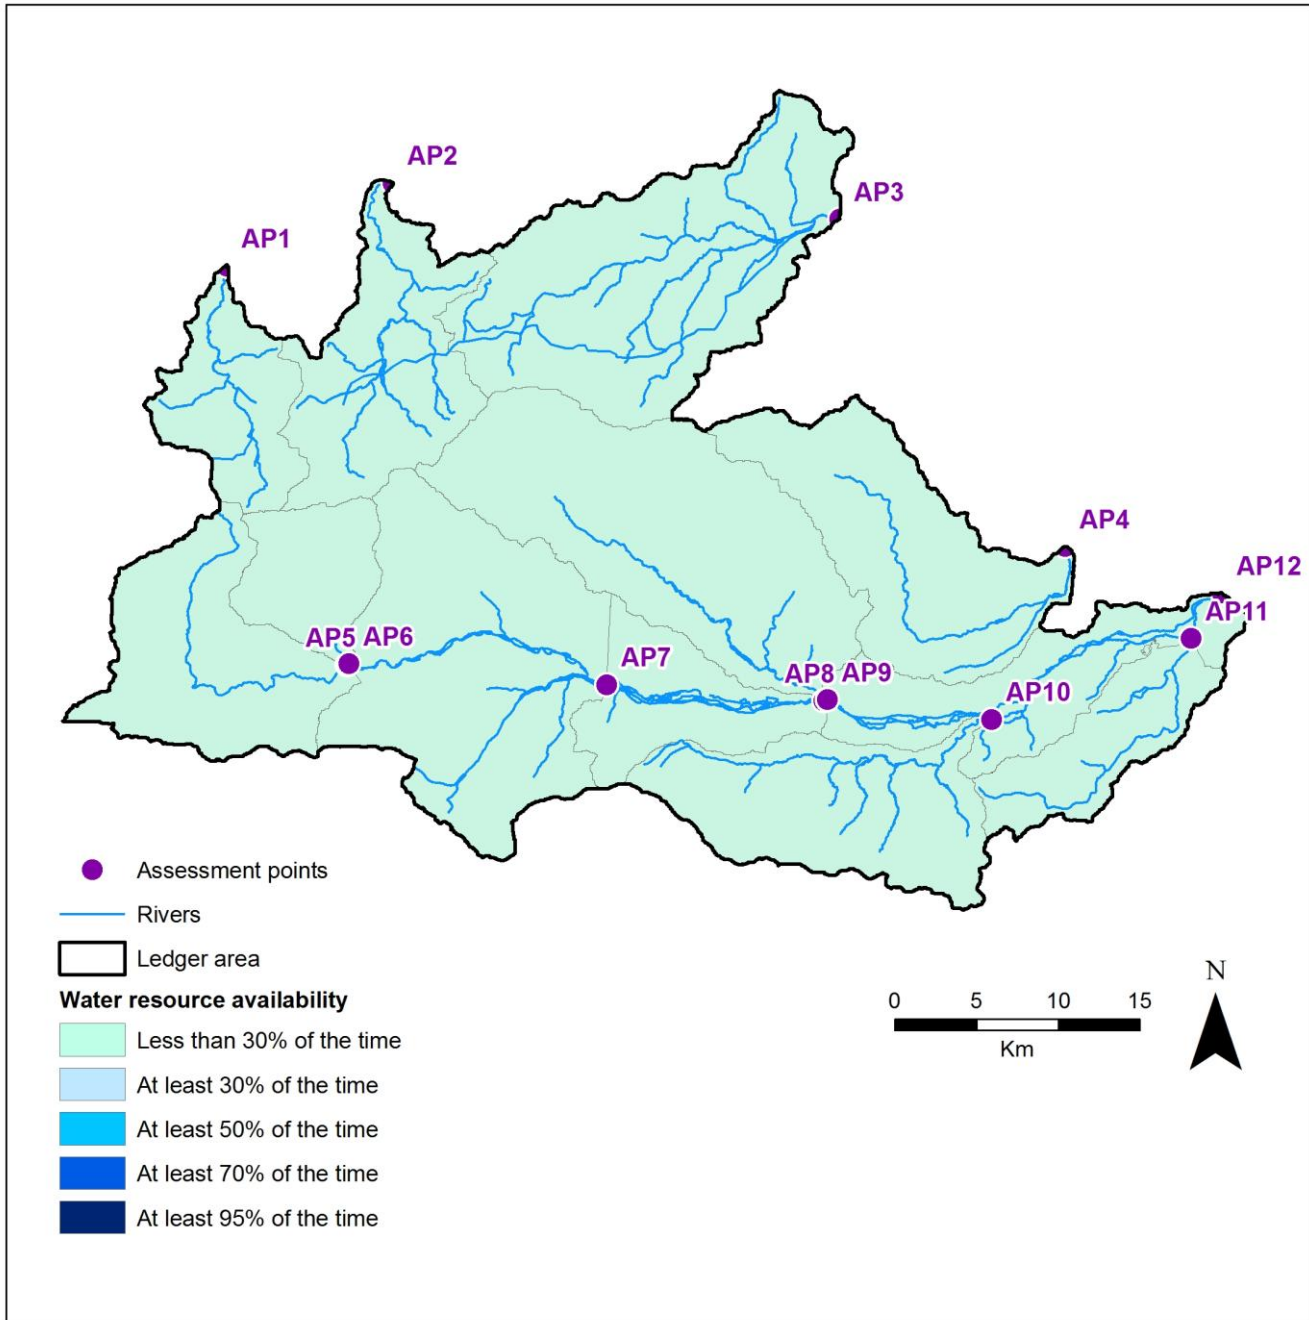 AP2
AP3
AP1
AP4
AP12
AP11
AP5 AP6
AP7
AP8 AP9
AP10
Assessment points
Rivers
Ledger area
Water resource availability
Less than 30% of the time
At least 30% of the time
At least 50% of the time
At least 70% of the time
At least 95% of the time
N
0 5 10 15
Km